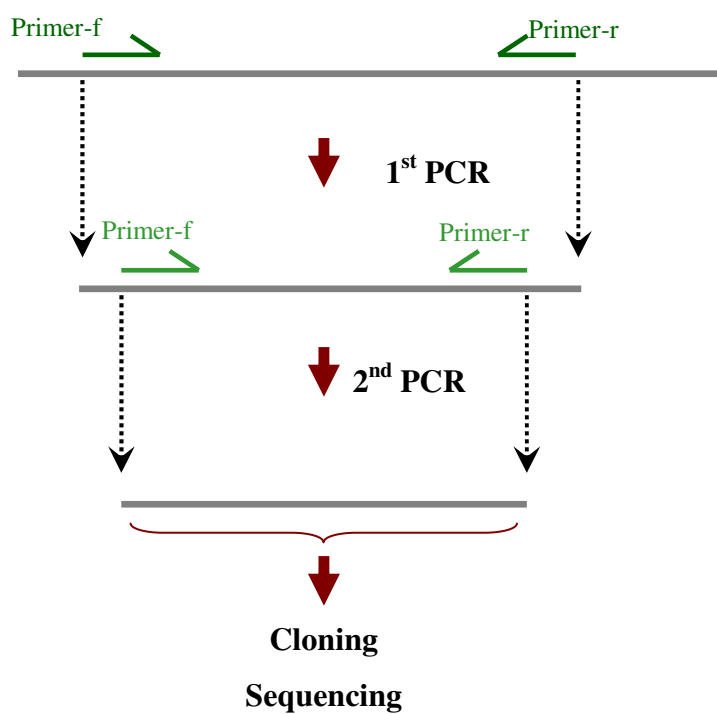 Primer-f
Primer-r
1st PCR
Primer-f
Primer-r
2nd PCR
Cloning
Sequencing